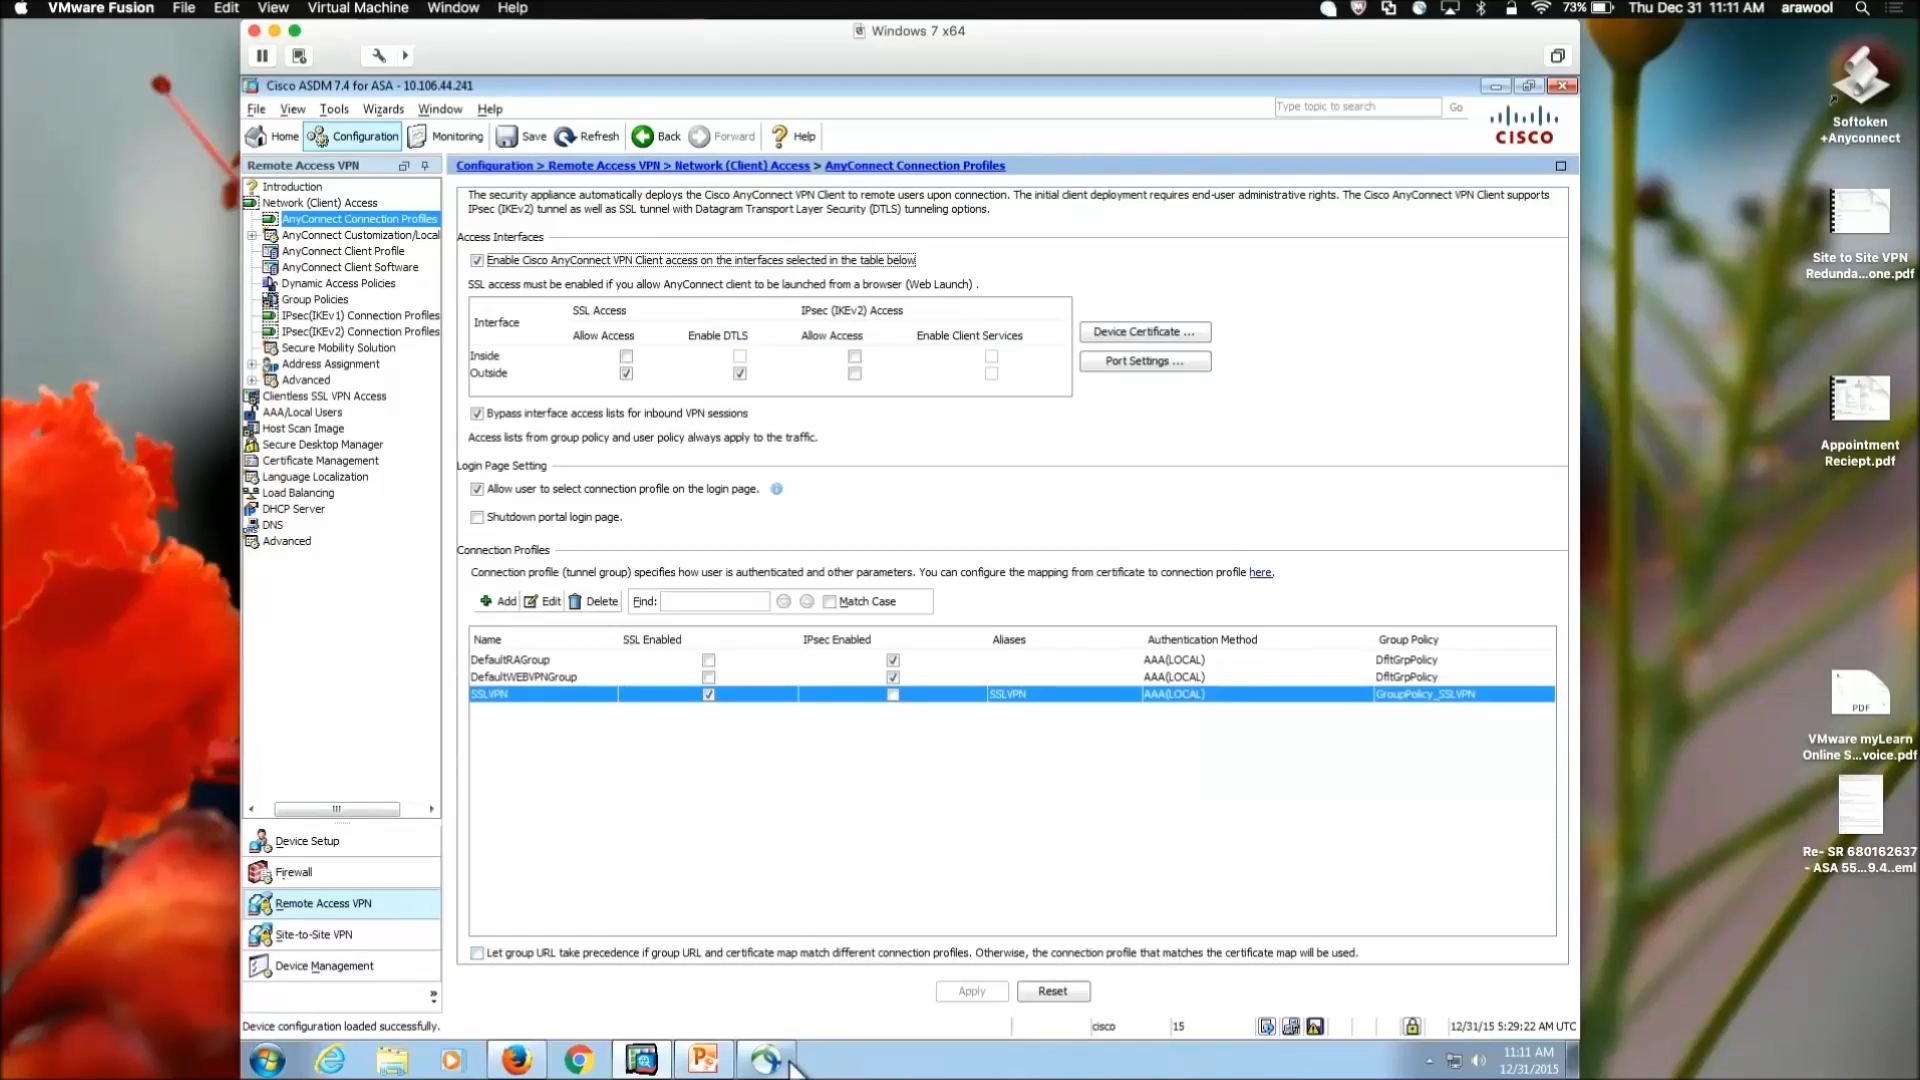 VMware Fusion File Edit View Virtual Machine Window Help
73% Thu Dec 31 11:11 AM arawool
Windows 7 x64
Cisco ASDM 7.4 for ASA - 10.106.44.241
File View Tools Wizards Window Help
Type topic to search Go
CISCO
Home Configuration Monitoring Save Refresh Back Forward Help
Remote Access VPN
Introduction
Network (Client) Access
AnyConnect Connection Profiles
AnyConnect Customization/Local
AnyConnect Client Profile
AnyConnect Client Software
Dynamic Access Policies
Group Policies
IPsec(IKEv1) Connection Profiles
IPsec(IKEv2) Connection Profiles
Secure Mobility Solution
Address Assignment
Advanced
Clientless SSL VPN Access
AAA/Local Users
Host Scan Image
Secure Desktop Manager
Certificate Management
Language Localization
Load Balancing
DHCP Server
DNS
Advanced
Device Setup
Firewall
Remote Access VPN
Site-to-Site VPN
Device Management
Configuration > Remote Access VPN > Network (Client) Access > AnyConnect Connection Profiles
The security appliance automatically deploys the Cisco AnyConnect VPN Client to remote users upon connection. The initial client deployment requires end-user administrative rights. The Cisco AnyConnect VPN Client supports
IPsec (IKEv2) tunnel as well as SSL tunnel with Datagram Transport Layer Security (DTLS) tunneling options.
Access Interfaces
Enable Cisco AnyConnect VPN Client access on the interfaces selected in the table below
SSL access must be enabled if you allow AnyConnect client to be launched from a browser (Web Launch) .
SSL Access IPsec (IKEv2) Access
Interface
Allow Access Enable DTLS Allow Access Enable Client Services
Inside
Outside
Device Certificate ...
Port Settings ...
Bypass interface access lists for inbound VPN sessions
Access lists from group policy and user policy always apply to the traffic.
Login Page Setting
Allow user to select connection profile on the login page.
Shutdown portal login page.
Connection Profiles
Connection profile (tunnel group) specifies how user is authenticated and other parameters. You can configure the mapping from certificate to connection profile here.
Add Edit Delete Find: Match Case
Name SSL Enabled IPsec Enabled Aliases Authentication Method Group Policy
DefaultRAGroup AAA(LOCAL) DfltGrpPolicy
DefaultWEBVPNGroup AAA(LOCAL) DfltGrpPolicy
SSLVPN SSLVPN AAA(LOCAL) GroupPolicy_SSLVPN
Let group URL take precedence if group URL and certificate map match different connection profiles. Otherwise, the connection profile that matches the certificate map will be used.
Apply Reset
Device configuration loaded successfully. cisco 15 12/31/15 5:29:22 AM UTC
11:11 AM
12/31/2015
Softoken
+Anyconnect
Site to Site VPN
Redunda...one.pdf
Appointment
Reciept.pdf
PDF
VMware myLearn
Online S...voice.pdf
Re- SR 680162637
- ASA 55...9.4..eml